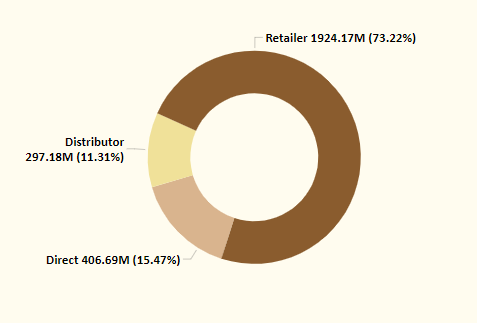 Retailer 1924.17M (73.22%)
Distributor
297.18M (11.31%)
Direct 406.69M (15.47%)